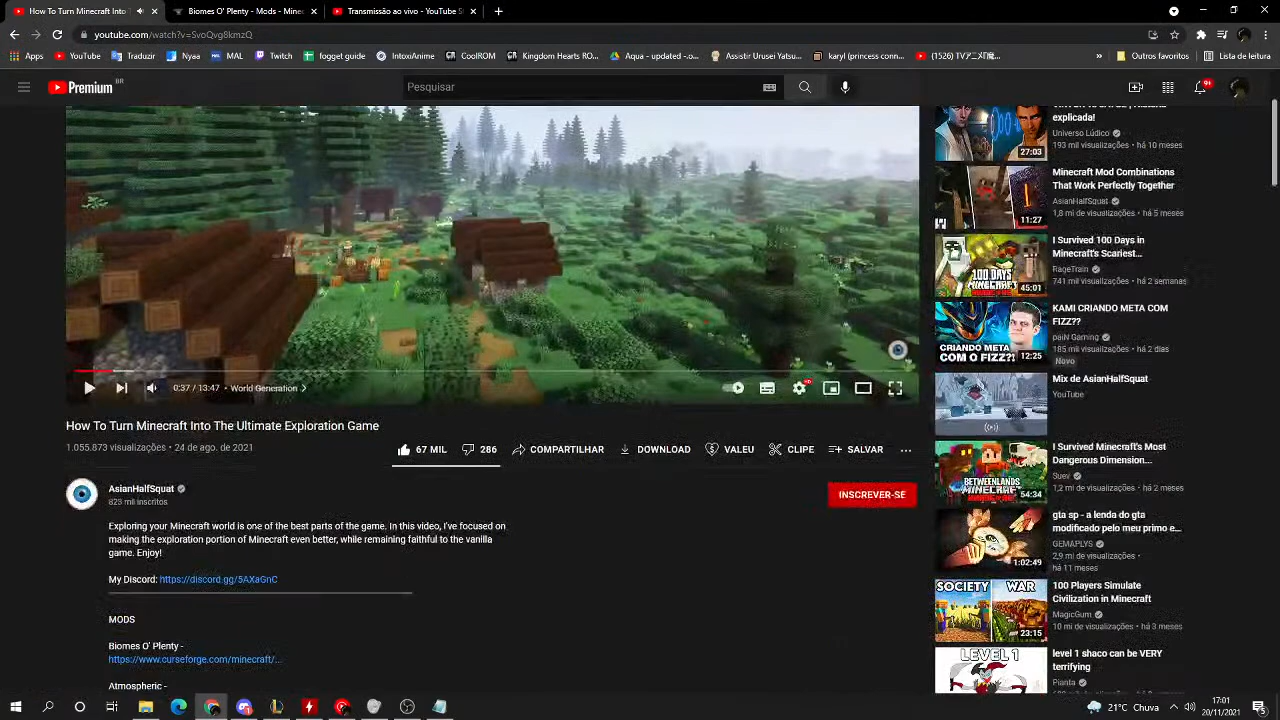 How To Turn Minecraft Into
Biomes O' Plenty - Mods - Minec
Transmissão ao vivo - YouTube S
youtube.com/watch?v=SvoQvg8kmzQ
Apps
YouTube
Traduzir
Nyaa
MAL
Twitch
fogget guide
IntoxiAnime
CoolROM
Kingdom Hearts RO...
Aqua - updated -...
Assistir Urusei Yatsu...
karyl (princess conn...
»
Outros favoritos
Lista de leitura
Premium
BR
Pesquisar
9+
0:37 / 13:47 • World Generation
HD
How To Turn Minecraft Into The Ultimate Exploration Game
1.055.873 visualizações • 24 de ago. de 2021
67 MIL
286
COMPARTILHAR
DOWNLOAD
VALEU
CLIPE
SALVAR
AsianHalfSquat
823 mil inscritos
INSCREVER-SE
Exploring your Minecraft world is one of the best parts of the game. In this video, I've focused on
making the exploration portion of Minecraft even better, while remaining faithful to the vanilla
game. Enjoy!
My Discord: https://discord.gg/5AXaGnC
MODS
Biomes O' Plenty -
https://www.curseforge.com/minecraft/...
Atmospheric -
explicada!
Universo Lúdico
193 mil visualizações • há 10 meses
27:03
Minecraft Mod Combinations
That Work Perfectly Together
AsianHalfSquat
1,8 mi de visualizações • há 5 meses
11:27
I Survived 100 Days in
Minecraft's Scariest...
RageTrain
741 mil visualizações • há 2 semanas
100 DAYS
MINECRAFT
45:01
KAMI CRIANDO META COM
FIZZ??
paiN Gaming
185 mil visualizações • há 2 dias
Novo
CRIANDO META
COM O FIZZ?!
12:25
Mix de AsianHalfSquat
YouTube
I Survived Minecraft's Most
Dangerous Dimension...
Suev
1,2 mi de visualizações • há 2 meses
BETWEENLANDS
MINECRAFT
54:34
gta sp - a lenda do gta
modificado pelo meu primo e...
GEMAPLYS
2,9 mi de visualizações •
há 11 meses
1:02:49
100 Players Simulate
Civilization in Minecraft
MagicGum
10 mi de visualizações • há 3 meses
SOCIETY WAR
23:15
level 1 shaco can be VERY
terrifying
Pianta
LEVEL 1
21°C Chuva
17:01
20/11/2021